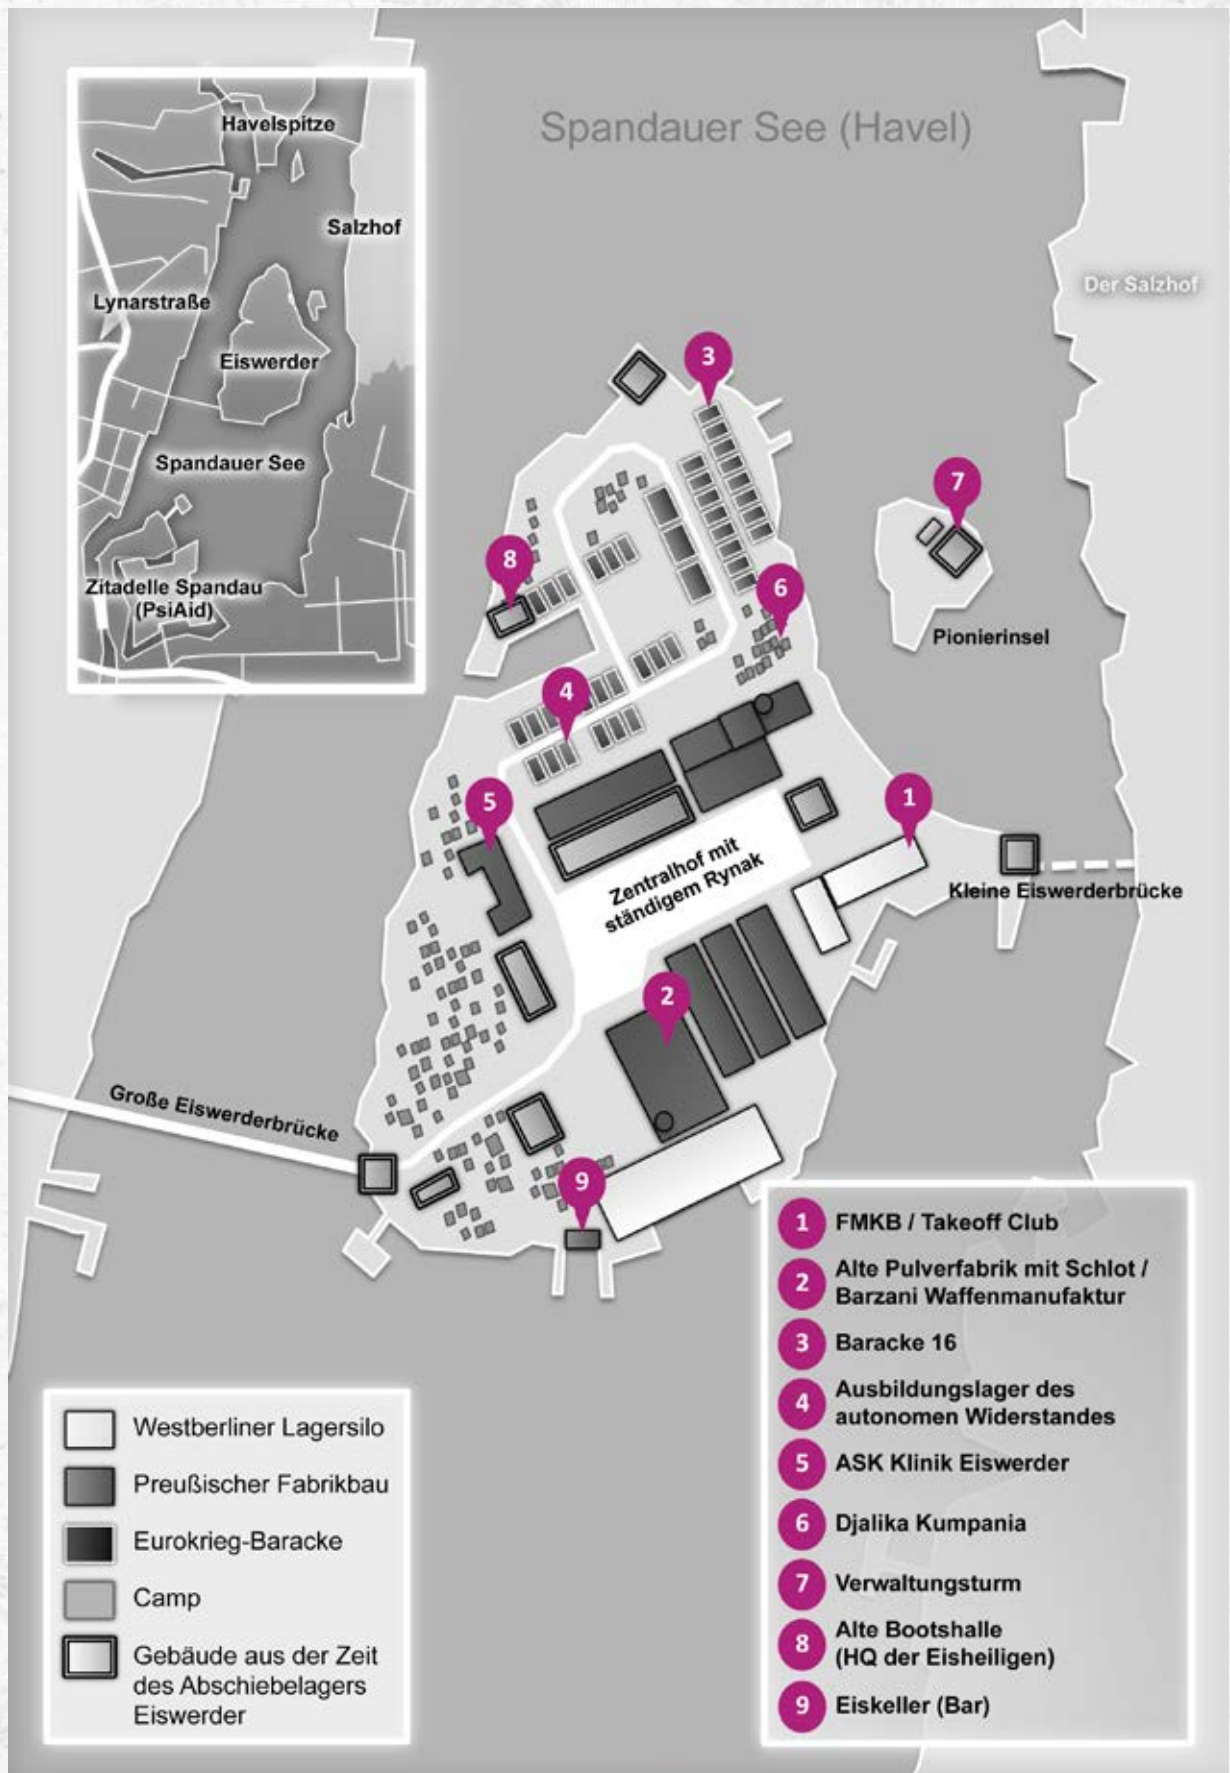 Spandauer See (Havel)
Havelspitze
Salzhof
Lynarstraße
Eiswerder
Spandauer See
Zitadelle Spandau
(PsiAid)
Der Salzhof
3
7
8
6
Pionierinsel
4
5
1
Zentralhof mit
ständigem Rynak
Kleine Eiswerderbrücke
2
Große Eiswerderbrücke
9
1 FMKB / Takeoff Club
2 Alte Pulverfabrik mit Schlot /
Barzani Waffenmanufaktur
3 Baracke 16
4 Ausbildungslager des
autonomen Widerstandes
5 ASK Klinik Eiswerder
6 Djalika Kumpania
7 Verwaltungsturm
8 Alte Bootshalle
(HQ der Eisheiligen)
9 Eiskeller (Bar)
Westberliner Lagersilo
Preußischer Fabrikbau
Eurokrieg-Baracke
Camp
Gebäude aus der Zeit
des Abschiebelagers
Eiswerder